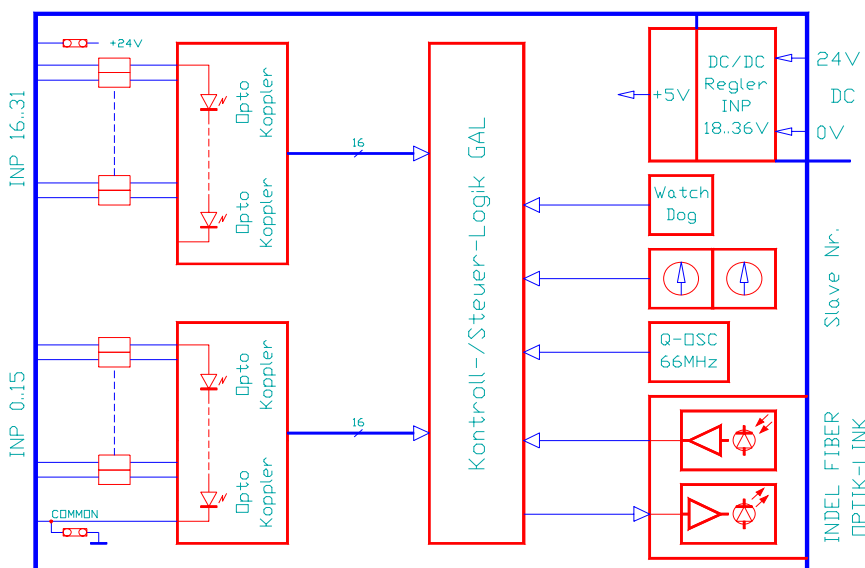 +24V
INP 16..31
Opto
Koppler
Opto
Koppler
16
Kontroll-/Steuer-Logik GAL
+5V
DC/DC
Regler
INP
18..36V
24V
DC
0V
Watch
Dog
Slave Nr.
Q-OSC
66MHz
INP 0..15
Opto
Koppler
Opto
Koppler
16
COMMON
INDEL FIBER
OPTIK-LINK